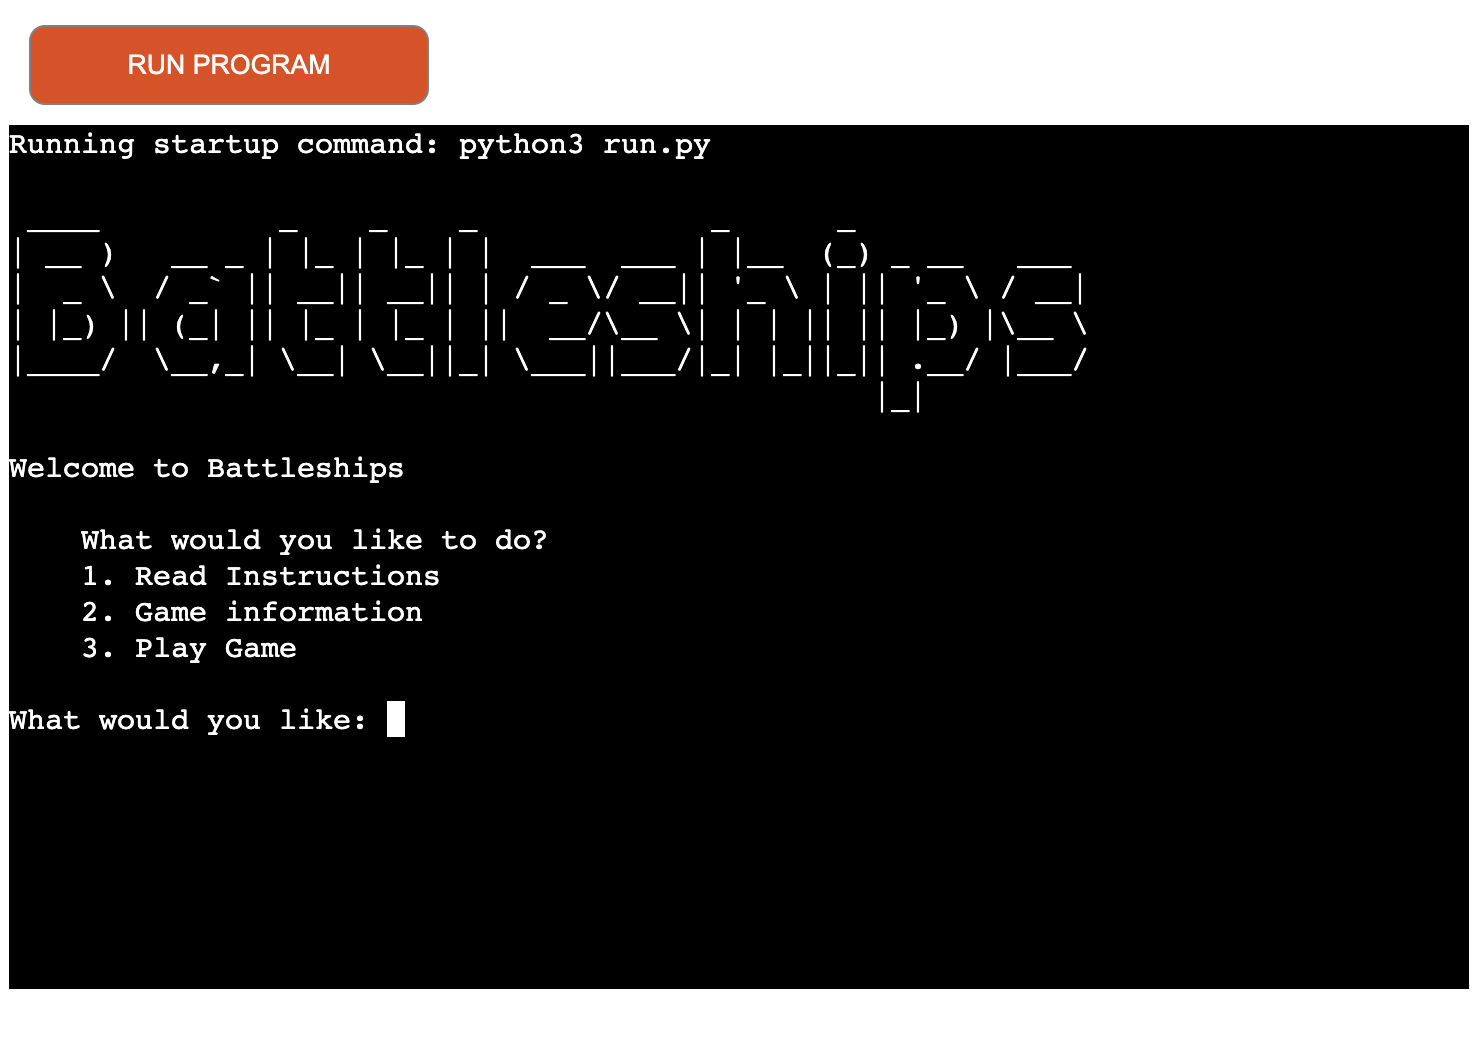 RUN PROGRAM
Running startup command: python3 run.py
Battleships
Welcome to Battleships
What would you like to do?
1. Read Instructions
2. Game information
3. Play Game
What would you like: